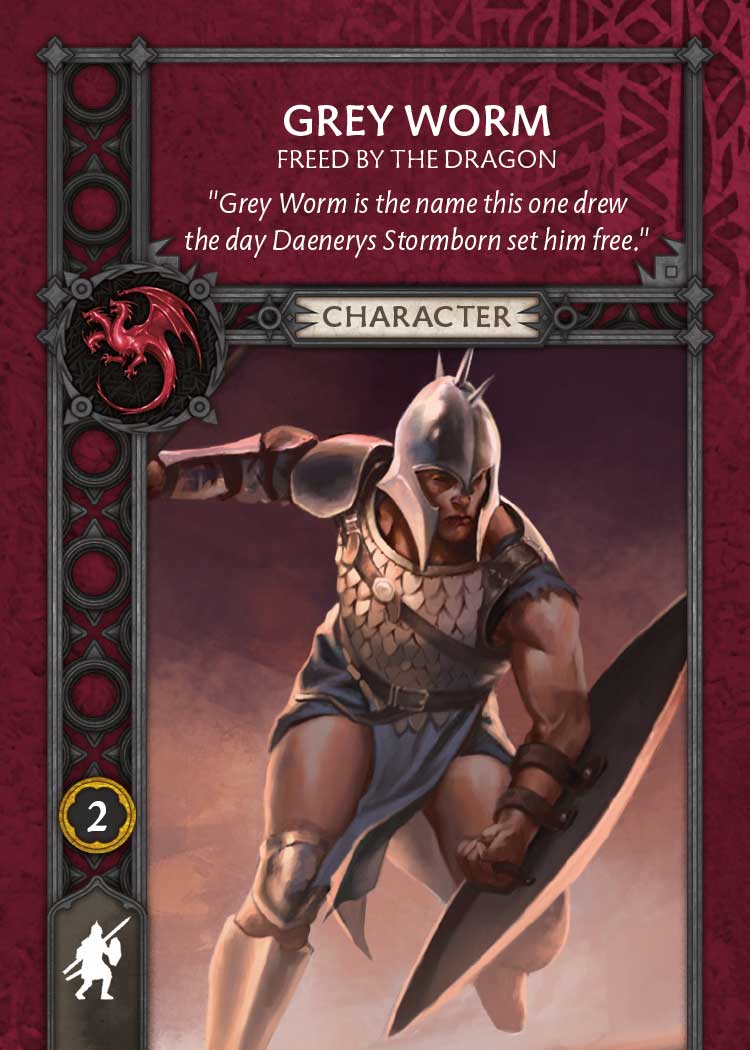 GREY WORM
FREED BY THE DRAGON
"Grey Worm is the name this one drew
the day Daenerys Stormborn set him free."
CHARACTER
2